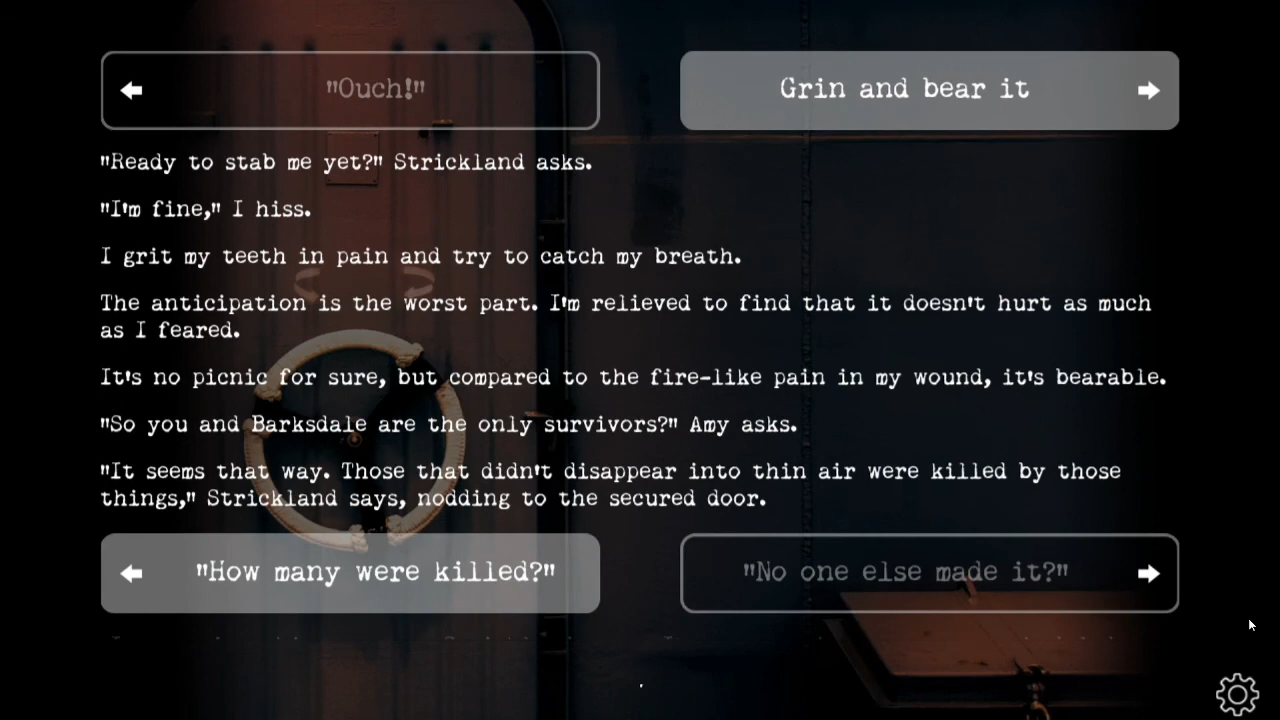 "Ouch!"
Grin and bear it
"Ready to stab me yet?" Strickland asks.
"I'm fine," I hiss.
I grit my teeth in pain and try to catch my breath.
The anticipation is the worst part. I'm relieved to find that it doesn't hurt as much
as I feared.
It's no picnic for sure, but compared to the fire-like pain in my wound, it's bearable.
"So you and Barksdale are the only survivors?" Amy asks.
"It seems that way. Those that didn't disappear into thin air were killed by those
things," Strickland says, nodding to the secured door.
"How many were killed?"
"No one else made it?"